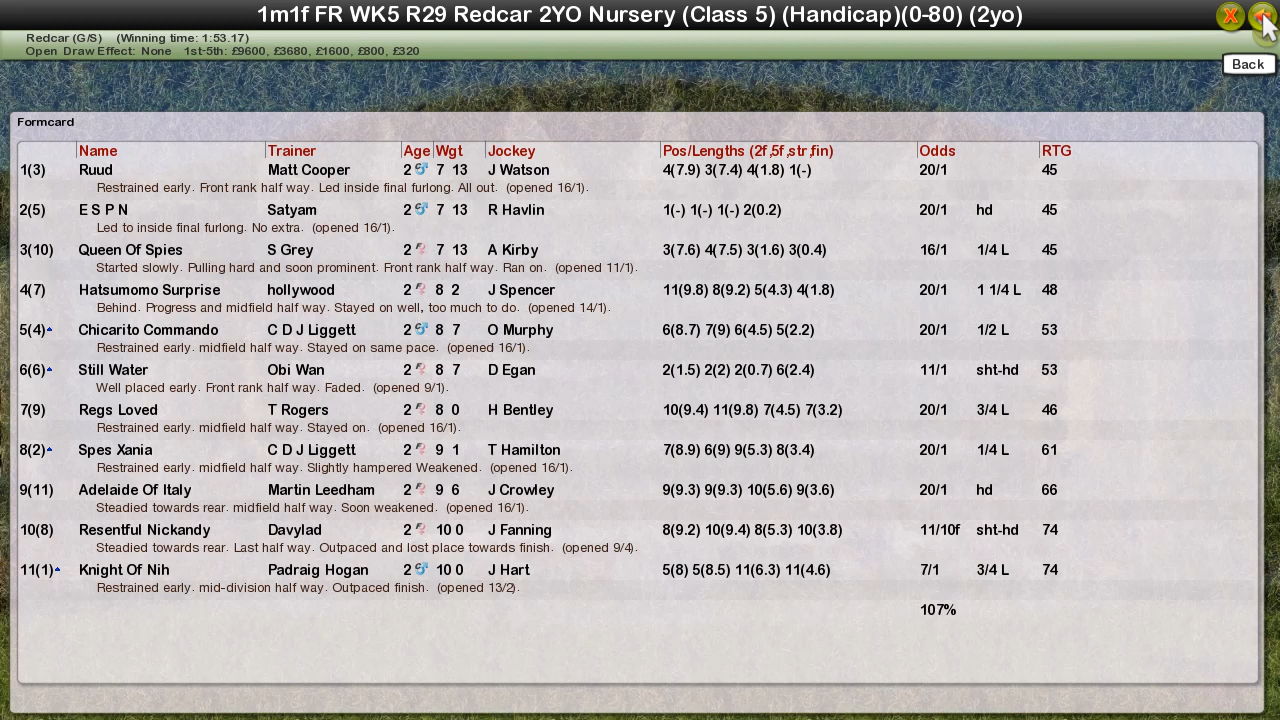 1m1f FR WK5 R29 Redcar 2YO Nursery (Class 5) (Handicap)(0-80) (2yo)
X
Redcar (G/S) (Winning time: 1:53.17)
Open Draw Effect: None 1st-5th: £9600, £3680, £1600, £800, £320
Back
Formcard
Name Trainer Age Wgt Jockey Pos/Lengths (2f,5f,str,fin) Odds RTG
1(3) Ruud Matt Cooper 2 7 13 J Watson 4(7.9) 3(7.4) 4(1.8) 1(-) 20/1 45
Restrained early. Front rank half way. Led inside final furlong. All out. (opened 16/1).
2(5) E S P N Satyam 2 7 13 R Havlin 1(-) 1(-) 1(-) 2(0.2) 20/1 hd 45
Led to inside final furlong. No extra. (opened 16/1).
3(10) Queen Of Spies S Grey 2 7 13 A Kirby 3(7.6) 4(7.5) 3(1.6) 3(0.4) 16/1 1/4 L 45
Started slowly. Pulling hard and soon prominent. Front rank half way. Ran on. (opened 11/1).
4(7) Hatsumomo Surprise hollywood 2 8 2 J Spencer 11(9.8) 8(9.2) 5(4.3) 4(1.8) 20/1 1 1/4 L 48
Behind. Progress and midfield half way. Stayed on well, too much to do. (opened 14/1).
5(4) Chicarito Commando C D J Liggett 2 8 7 O Murphy 6(8.7) 7(9) 6(4.5) 5(2.2) 20/1 1/2 L 53
Restrained early. midfield half way. Stayed on same pace. (opened 16/1).
6(6) Still Water Obi Wan 2 8 7 D Egan 2(1.5) 2(2) 2(0.7) 6(2.4) 11/1 sht-hd 53
Well placed early. Front rank half way. Faded. (opened 9/1).
7(9) Regs Loved T Rogers 2 8 0 H Bentley 10(9.4) 11(9.8) 7(4.5) 7(3.2) 20/1 3/4 L 46
Restrained early. midfield half way. Stayed on. (opened 16/1).
8(2) Spes Xania C D J Liggett 2 9 1 T Hamilton 7(8.9) 6(9) 9(5.3) 8(3.4) 20/1 1/4 L 61
Restrained early. midfield half way. Slightly hampered Weakened. (opened 16/1).
9(11) Adelaide Of Italy Martin Leedham 2 9 6 J Crowley 9(9.3) 9(9.3) 10(5.6) 9(3.6) 20/1 hd 66
Steadied towards rear. midfield half way. Soon weakened. (opened 16/1).
10(8) Resentful Nickandy Davylad 2 10 0 J Fanning 8(9.2) 10(9.4) 8(5.3) 10(3.8) 11/10f sht-hd 74
Steadied towards rear. Last half way. Outpaced and lost place towards finish. (opened 9/4).
11(1) Knight Of Nih Padraig Hogan 2 10 0 J Hart 5(8) 5(8.5) 11(6.3) 11(4.6) 7/1 3/4 L 74
Restrained early. mid-division half way. Outpaced finish. (opened 13/2).
107%